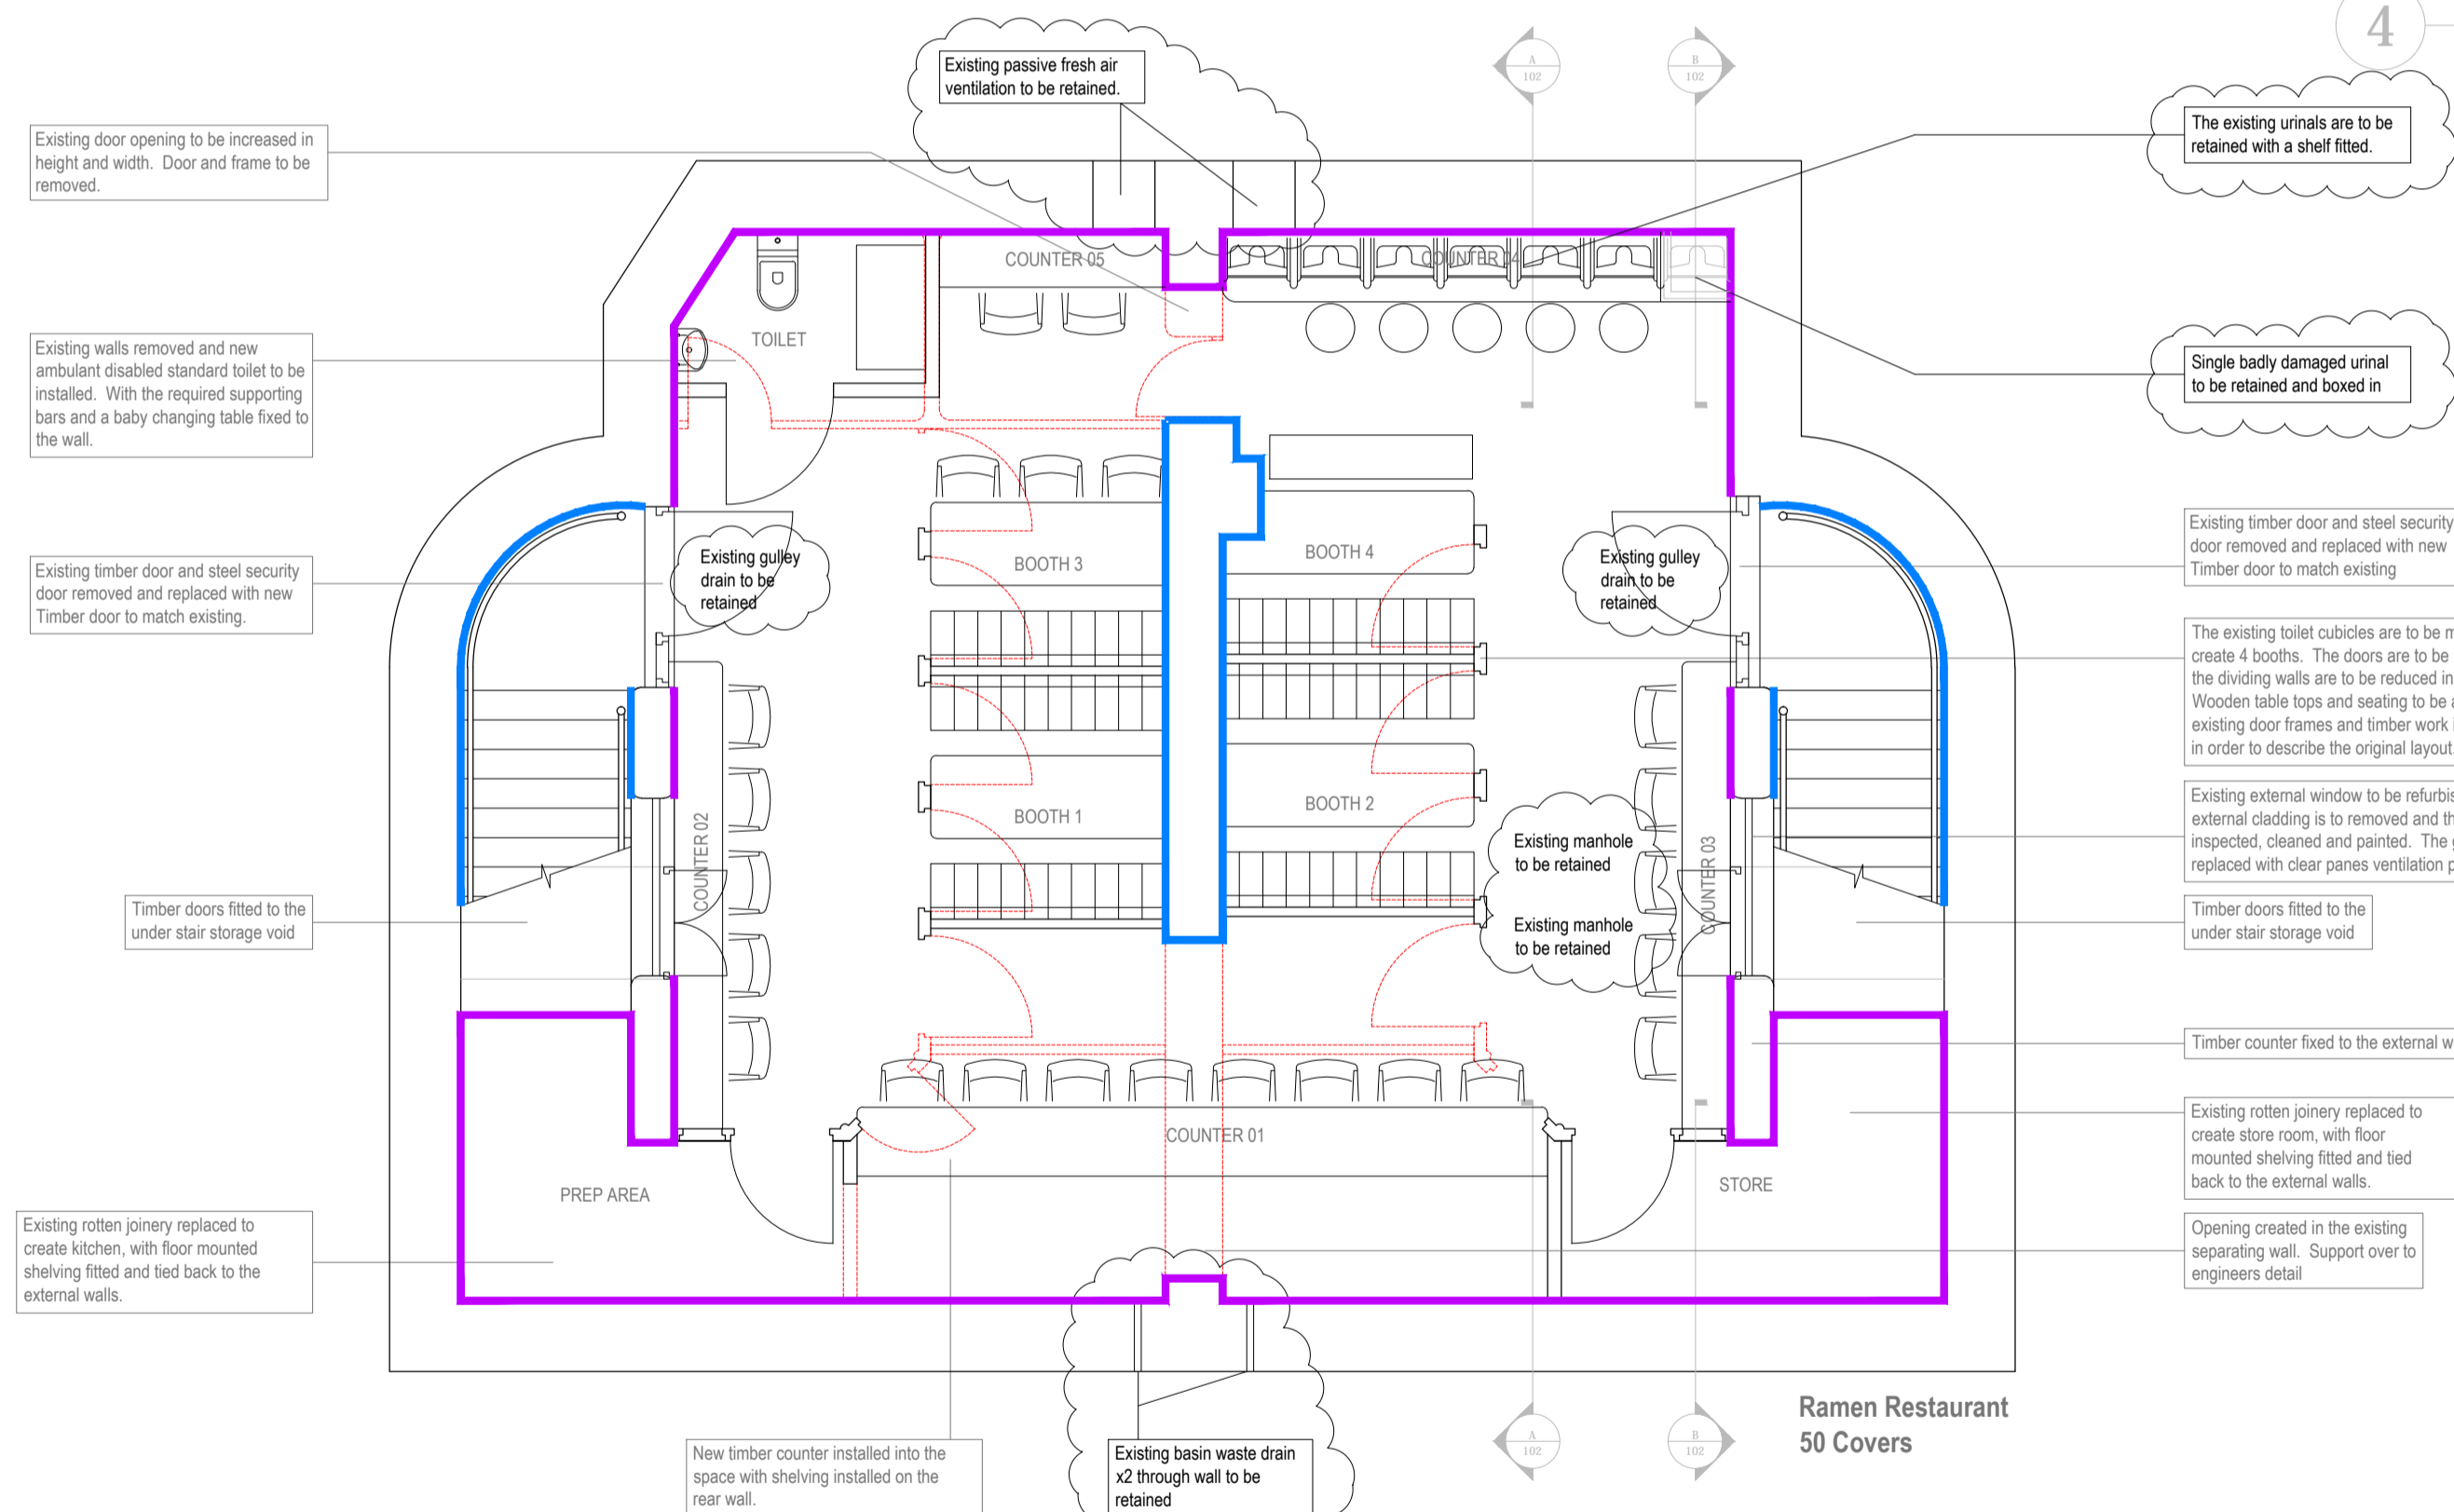 4
A
102
B
102
Existing passive fresh air
ventilation to be retained.
The existing urinals are to be
retained with a shelf fitted.
Existing door opening to be increased in
height and width. Door and frame to be
removed.
COUNTER 05
COUNTER 04
TOILET
Existing walls removed and new
ambulant disabled standard toilet to be
installed. With the required supporting
bars and a baby changing table fixed to
the wall.
Single badly damaged urinal
to be retained and boxed in
Existing timber door and steel security
door removed and replaced with new
Timber door to match existing.
Existing gulley
drain to be
retained
BOOTH 3
BOOTH 4
Existing gulley
drain to be
retained
Existing timber door and steel security
door removed and replaced with new
Timber door to match existing
The existing toilet cubicles are to be
create 4 booths. The doors are to be
the dividing walls are to be reduced in
Wooden table tops and seating to be
existing door frames and timber work
in order to describe the original layout.
COUNTER 02
BOOTH 1
BOOTH 2
Existing manhole
to be retained
Existing manhole
to be retained
COUNTER 03
Existing external window to be
external cladding is to removed and
inspected, cleaned and painted. The
replaced with clear panes ventilation
Timber doors fitted to the
under stair storage void
Timber doors fitted to the
under stair storage void
Timber counter fixed to the external
COUNTER 01
PREP AREA
STORE
Existing rotten joinery replaced to
create store room, with floor
mounted shelving fitted and tied
back to the external walls.
Existing rotten joinery replaced to
create kitchen, with floor mounted
shelving fitted and tied back to the
external walls.
Opening created in the existing
separating wall. Support over to
engineers detail
New timber counter installed into the
space with shelving installed on the
rear wall.
Existing basin waste drain
x2 through wall to be
retained
A
102
B
102
Ramen Restaurant
50 Covers